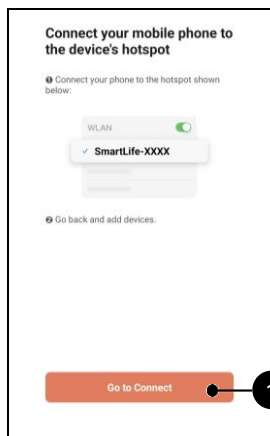 Connect your mobile phone to
the device's hotspot
❶ Connect your phone to the hotspot shown
below:
WLAN
✓ SmartLife-XXXX
❷ Go back and add devices.
Go to Connect
1